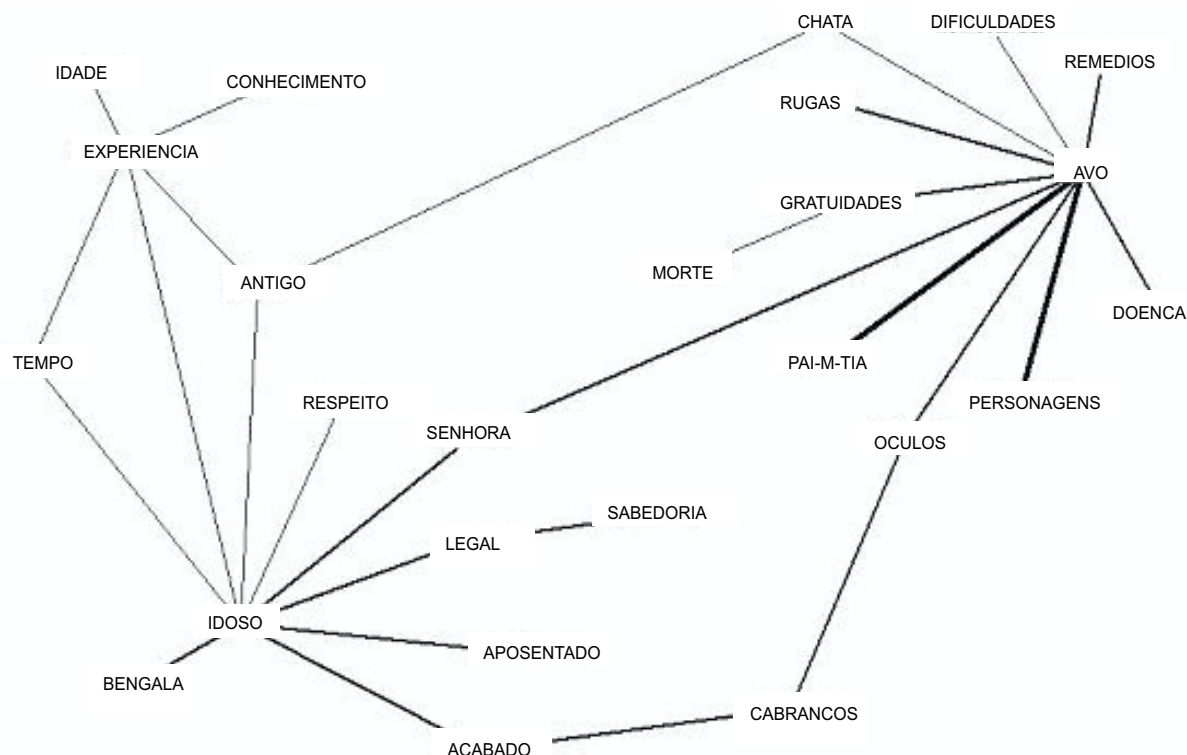 CHATA
DIFICULDADES
REMEDIOS
IDADE
CONHECIMENTO
RUGAS
EXPERIENCIA
AVO
GRATUIDADES
MORTE
ANTIGO
DOENCA
TEMPO
PAI-M-TIA
RESPEITO
PERSONAGENS
SENHORA
OCULOS
SABEDORIA
LEGAL
IDOSO
APOSENTADO
BENGALA
CABRANCOS
ACABADO